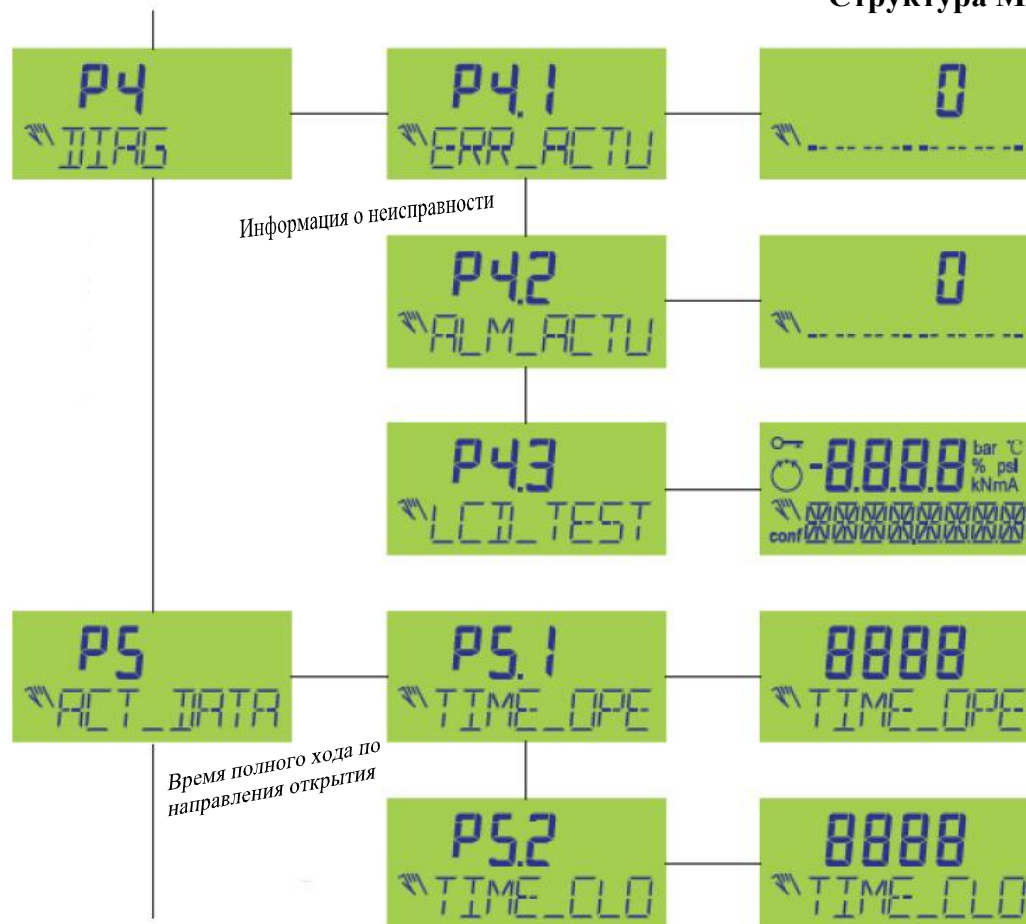 Структура М
P4
DIAG
P4.1
ERR_ACTU
0
Информация о неисправности
P4.2
ALM_ACTU
0
P4.3
LCD_TEST
-8.8.8.8
bar °C
% psi
kNmA
conf
P5
ACT_DATA
P5.1
TIME_OPE
8888
TIME_OPE
Время полного хода по
направления открытия
P5.2
TIME_CLO
8888
TIME_CLO